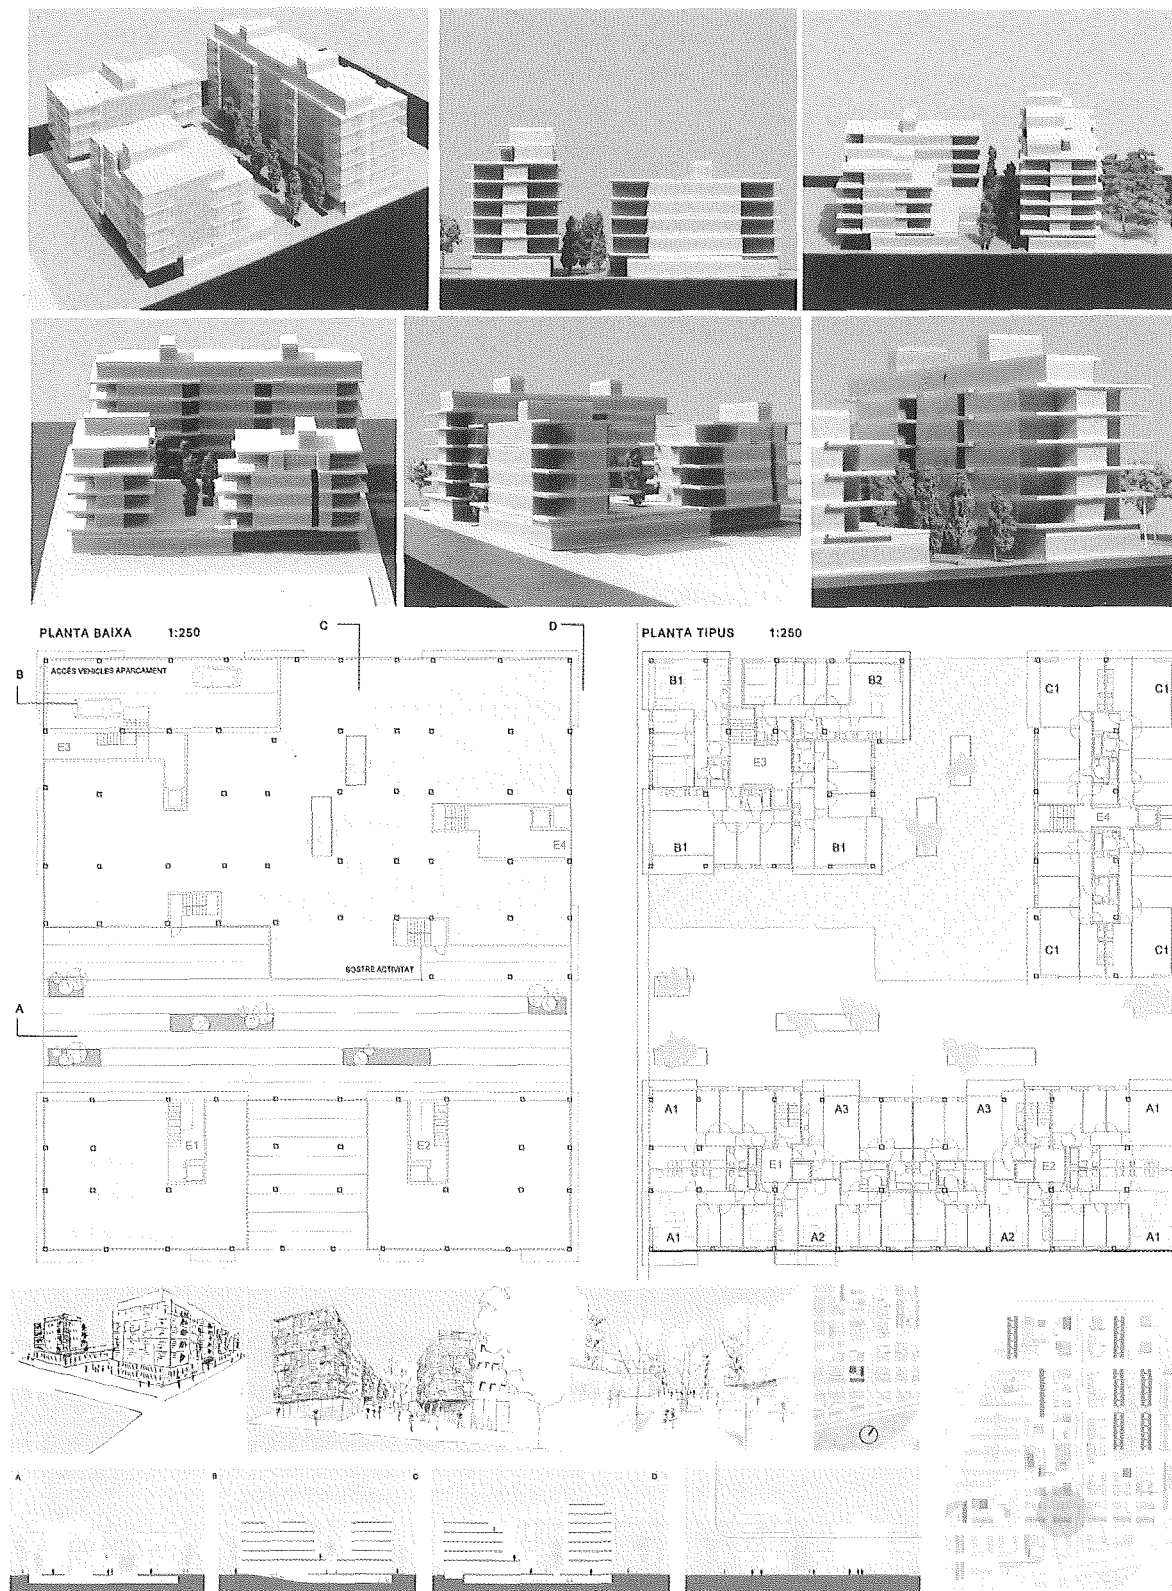 PLANTA BAIXA 1:250
C
D
PLANTA TIPUS 1:250
ACCÉS VEHICLES APARCAMENT
B
B1
B2
C1
C1
E3
E3
E4
E4
B1
B1
C1
C1
SOSTRE ACTIVITAT
A
A1
A3
A3
A1
E1
E2
E1
E2
A1
A2
A2
A1
A
B
C
D